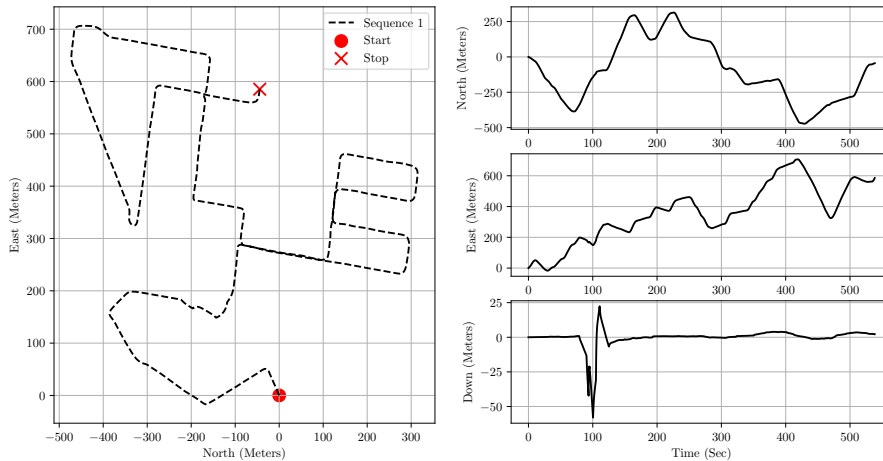 700
600
500
400
300
200
100
0
East (Meters)
−500 −400 −300 −200 −100 0 100 200 300
North (Meters)
Sequence 1
Start
Stop
250
0
−250
−500
North (Meters)
0 100 200 300 400 500
600
400
200
0
East (Meters)
0 100 200 300 400 500
25
0
−25
−50
Down (Meters)
0 100 200 300 400 500
Time (Sec)